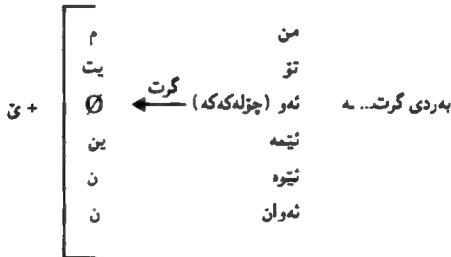 من م
تۆ یت
بەردی گرت... ـە ئەو (چۆلەکەکە) گرت Ø + ێ
ئێمە ین
ئێوە ن
ئەوان ن